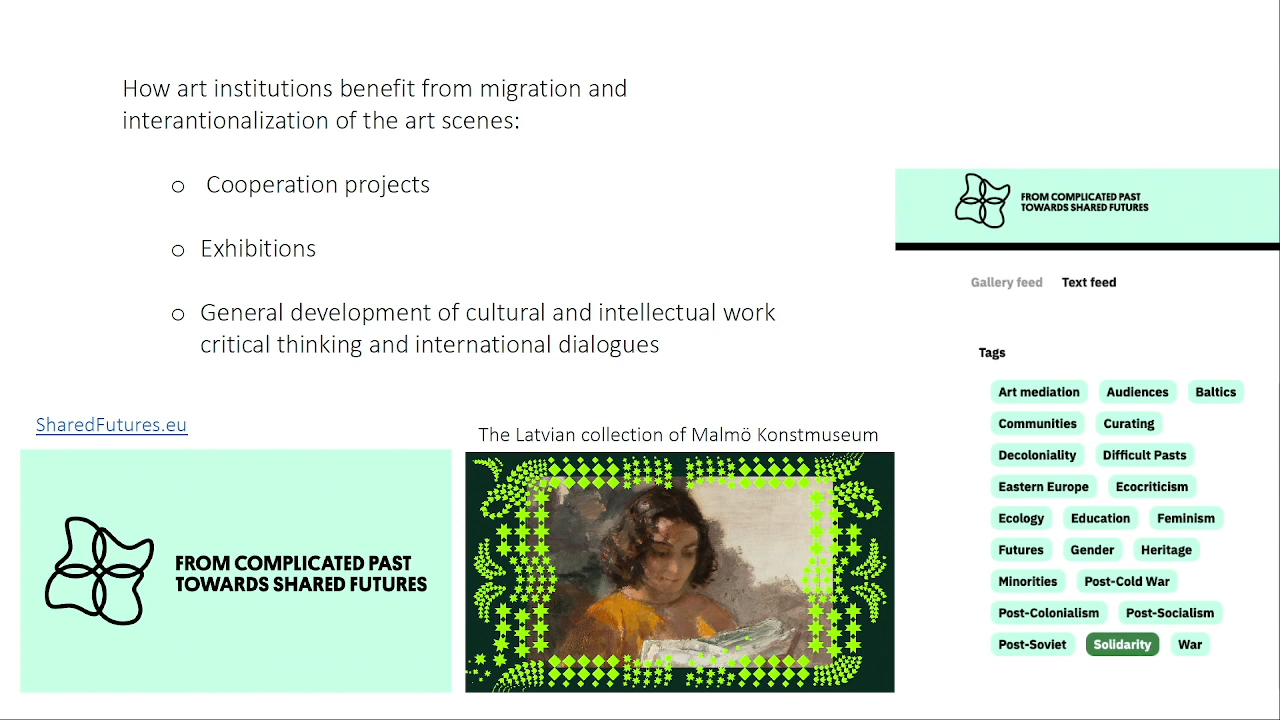 How art institutions benefit from migration and
interantionalization of the art scenes:
o Cooperation projects
o Exhibitions
o General development of cultural and intellectual work
critical thinking and international dialogues
SharedFutures.eu
FROM COMPLICATED PAST
TOWARDS SHARED FUTURES
The Latvian collection of Malmö Konstmuseum
FROM COMPLICATED PAST
TOWARDS SHARED FUTURES
Gallery feed Text feed
Tags
Art mediation Audiences Baltics
Communities Curating
Decoloniality Difficult Pasts
Eastern Europe Ecocriticism
Ecology Education Feminism
Futures Gender Heritage
Minorities Post-Cold War
Post-Colonialism Post-Socialism
Post-Soviet Solidarity War